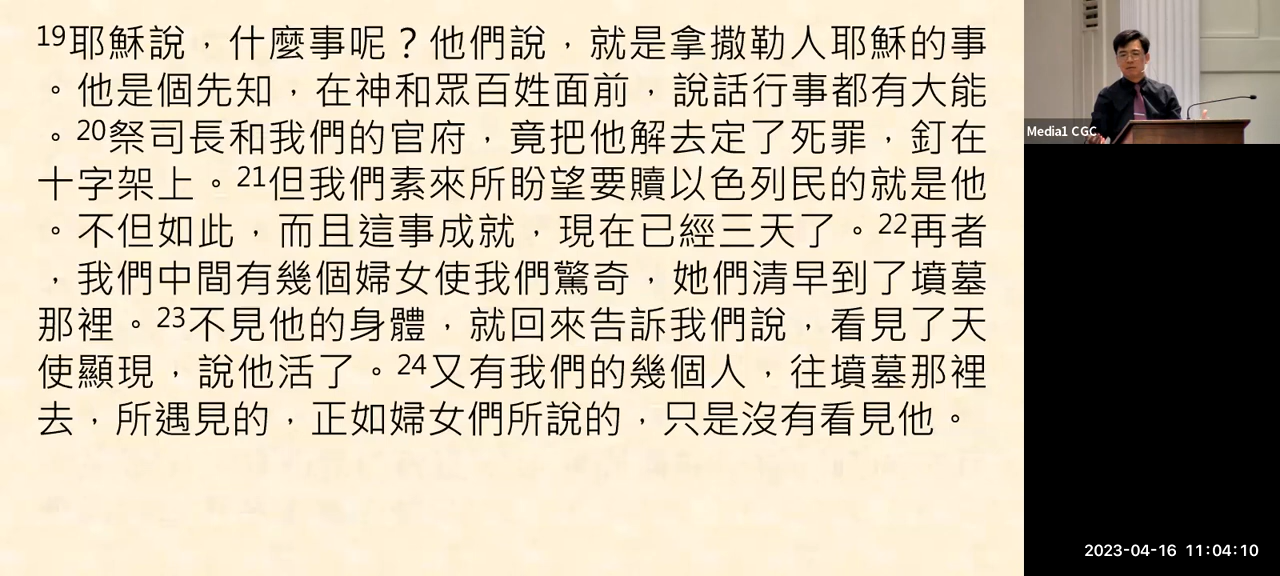 19耶穌說，什麼事呢？他們說，就是拿撒勒人耶穌的事
。他是個先知，在神和眾百姓面前，說話行事都有大能
。20祭司長和我們的官府，竟把他解去定了死罪，釘在
十字架上。21但我們素來所盼望要贖以色列民的就是他
。不但如此，而且這事成就，現在已經三天了。22再者
，我們中間有幾個婦女使我們驚奇，她們清早到了墳墓
那裡。23不見他的身體，就回來告訴我們說，看見了天
使顯現，說他活了。24又有我們的幾個人，往墳墓那裡
去，所遇見的，正如婦女們所說的，只是沒有看見他。
Media1 CGC
2023-04-16 11:04:10